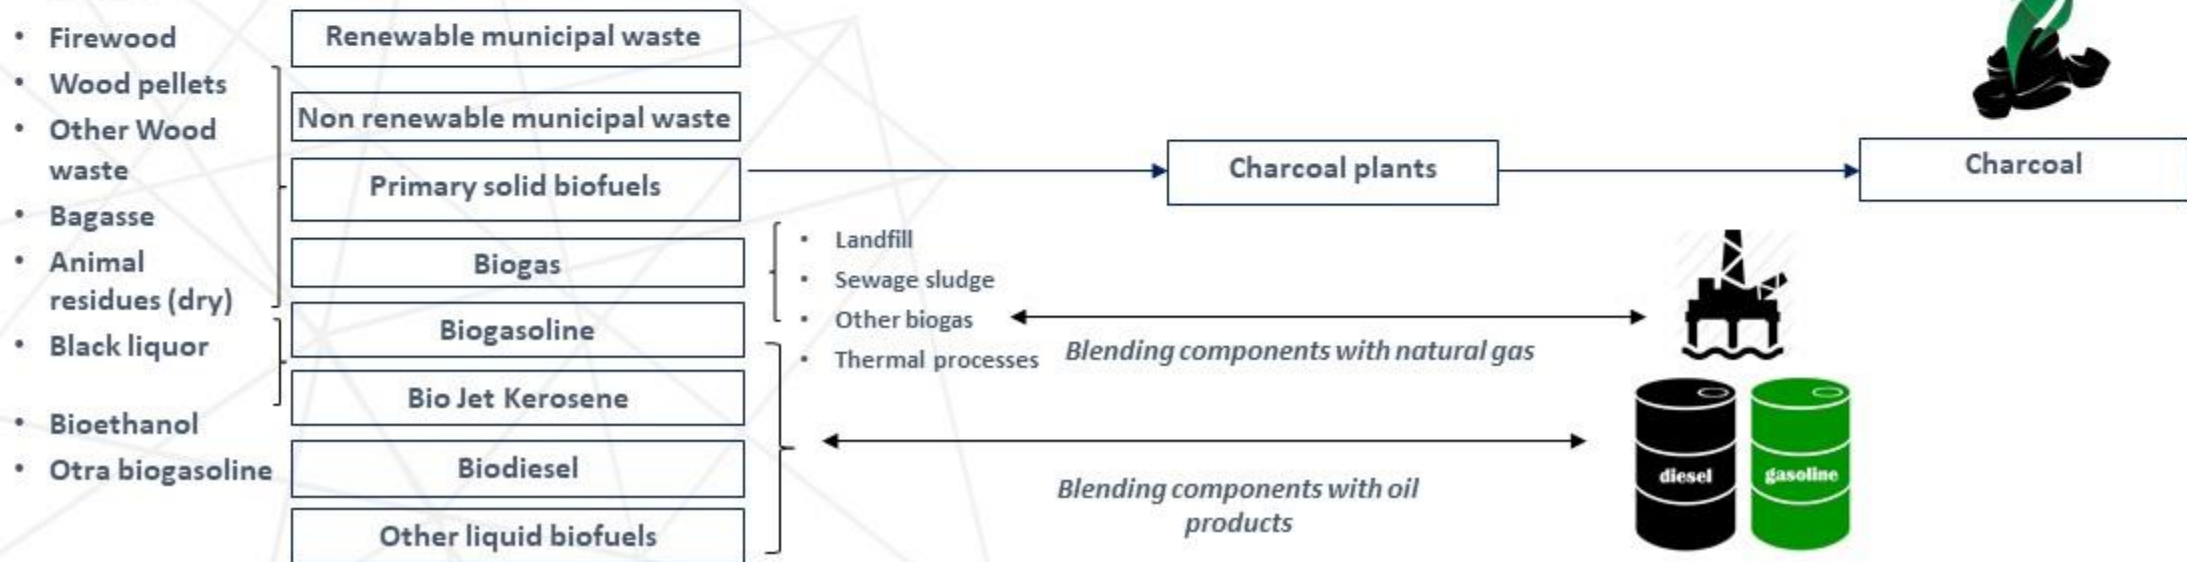 • Firewood
• Wood pellets
• Other Wood
waste
• Bagasse
• Animal
residues (dry)
• Black liquor
• Bioethanol
• Otra biogasoline
Renewable municipal waste
Non renewable municipal waste
Primary solid biofuels
Biogas
Biogasoline
Bio Jet Kerosene
Biodiesel
Other liquid biofuels
• Landfill
• Sewage sludge
• Other biogas
• Thermal processes
Charcoal plants
Charcoal
Blending components with natural gas
Blending components with oil
products
diesel
gasoline